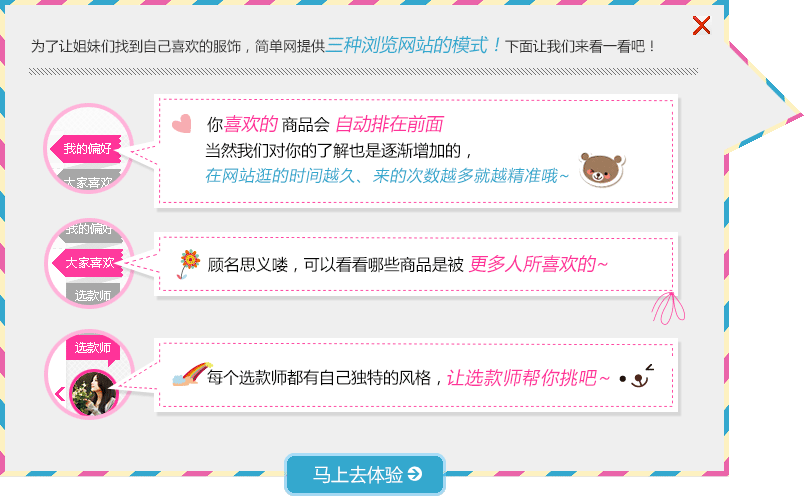 为了让姐妹们找到自己喜欢的服饰，简单网提供三种浏览网站的模式！下面让我们来看一看吧！
你喜欢的 商品会 自动排在前面
我的偏好
当然我们对你的了解也是逐渐增加的，
在网站逛的时间越久、来的次数越多就越精准哦~
大家喜欢
我的偏好
大家喜欢
顾名思义喽，可以看看哪些商品是被 更多人所喜欢的~
选款师
选款师
每个选款师都有自己独特的风格，让选款师帮你挑吧~
马上去体验